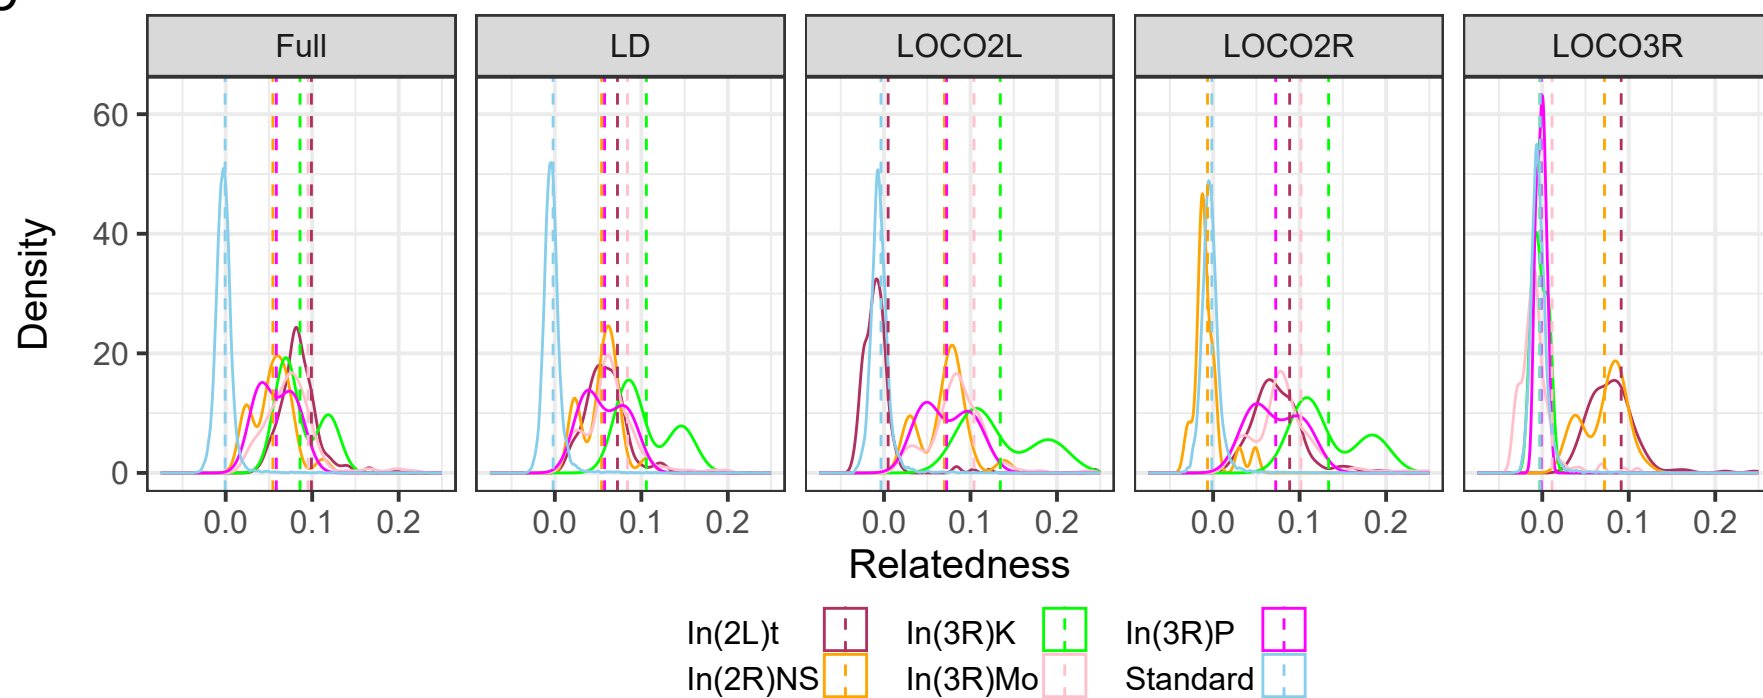 Full LD LOCO2L LOCO2R LOCO3R
60
40
20
0
Density
0.0 0.1 0.2 0.0 0.1 0.2 0.0 0.1 0.2 0.0 0.1 0.2 0.0 0.1 0.2
Relatedness
In(2L)t In(3R)K In(3R)P
In(2R)NS In(3R)Mo Standard